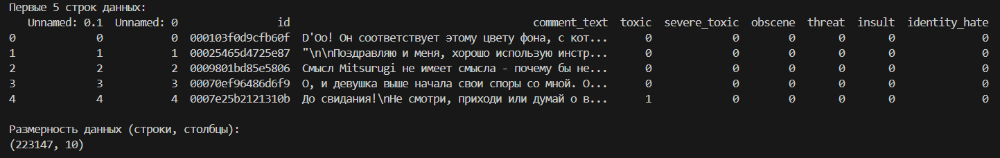 Первые 5 строк данных:
Unnamed: 0.1 Unnamed: 0 id comment_text toxic severe_toxic obscene threat insult identity_hate
0 0 0 000103f0d9cfb60f D'Oo! Он соответствует этому цвету фона, с кот... 0 0 0 0 0 0
1 1 1 00025465d4725e87 "\n\nПоздравляю и меня, хорошо использую инстр... 0 0 0 0 0 0
2 2 2 0009801bd85e5806 Смысл Mitsurugi не имеет смысла - почему бы не... 0 0 0 0 0 0
3 3 3 00070ef96486d6f9 О, и девушка выше начала свои споры со мной. О... 0 0 0 0 0 0
4 4 4 0007e25b2121310b До свидания!\nНе смотри, приходи или думай о в... 1 0 0 0 0 0
Размерность данных (строки, столбцы):
(223147, 10)